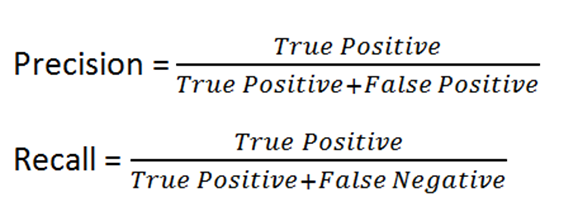 Precision = True Positive / True Positive+False Positive
Recall = True Positive / True Positive+False Negative